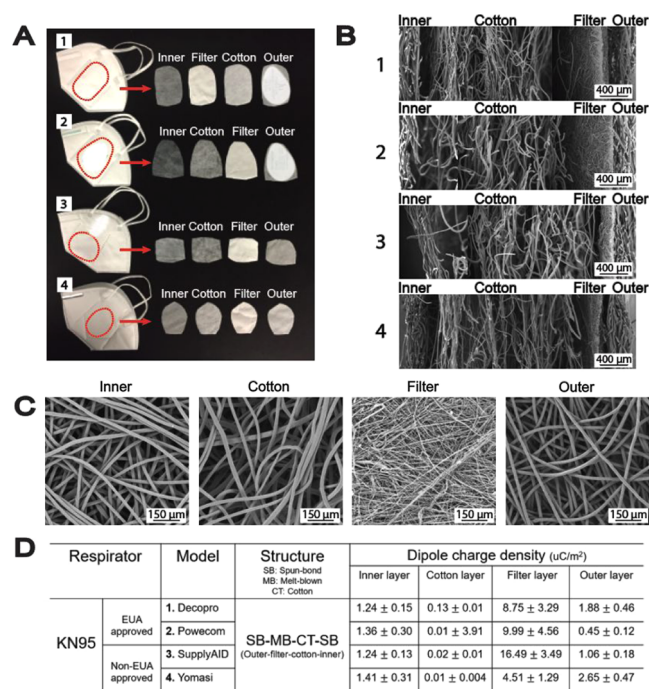 A
1
Inner Filter Cotton Outer
2
Inner Cotton Filter Outer
3
Inner Cotton Filter Outer
4
Inner Cotton Filter Outer
B
Inner Cotton Filter Outer
1
400 µm
Inner Cotton Filter Outer
2
400 µm
Inner Cotton Filter Outer
3
400 µm
Inner Cotton Filter Outer
4
400 µm
C
Inner Cotton Filter Outer
150 µm 150 µm 150 µm 150 µm
D
Respirator Model Structure Dipole charge density (uC/m²)
SB: Spun-bond
MB: Melt-blown
CT: Cotton
Inner layer Cotton layer Filter layer Outer layer
KN95
EUA approved
1. Decopro 1.24 ± 0.15 0.13 ± 0.01 8.75 ± 3.29 1.88 ± 0.46
2. Powecom 1.36 ± 0.30 0.01 ± 3.91 9.99 ± 4.56 0.45 ± 0.12
SB-MB-CT-SB
(Outer-filter-cotton-inner)
Non-EUA approved
3. SupplyAID 1.24 ± 0.13 0.02 ± 0.01 16.49 ± 3.49 1.06 ± 0.18
4. Yomasi 1.41 ± 0.31 0.01 ± 0.004 4.51 ± 1.29 2.65 ± 0.47